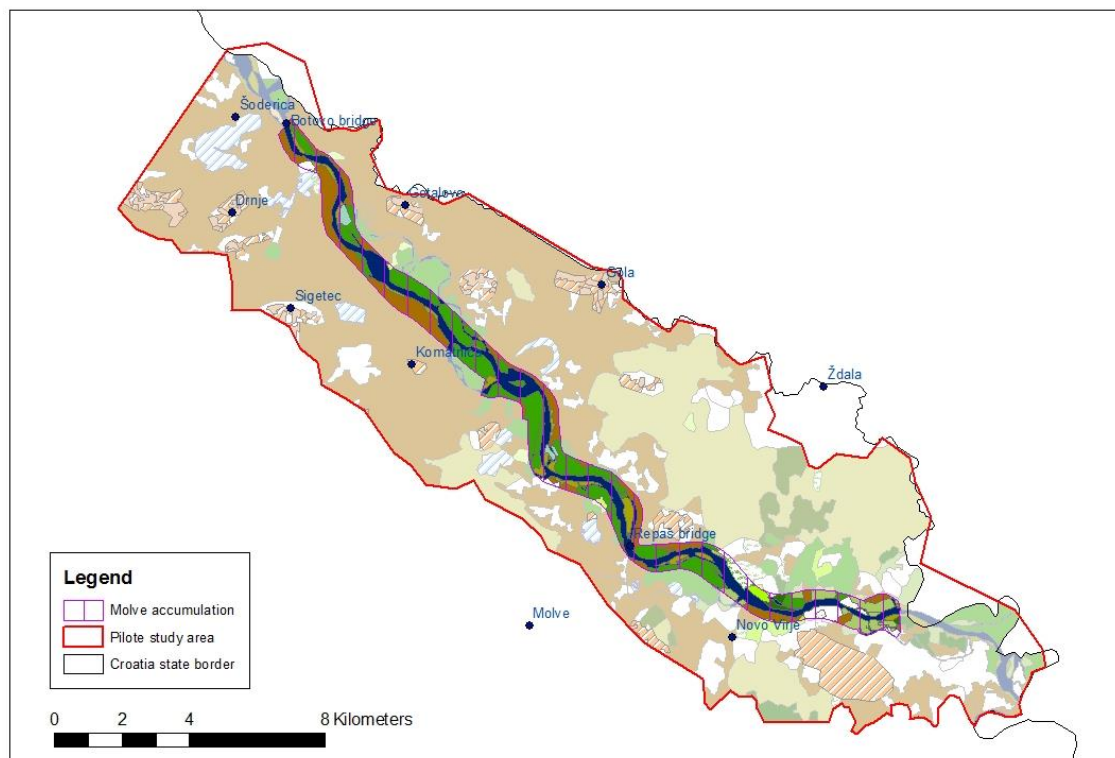 Šoderica
Botovo bridge
Drnje
Gotalovo
Gola
Sigetec
Ždala
Repaš bridge
Molve
Novo Virje
Legend
Molve accumulation
Pilote study area
Croatia state border
0 2 4 8 Kilometers